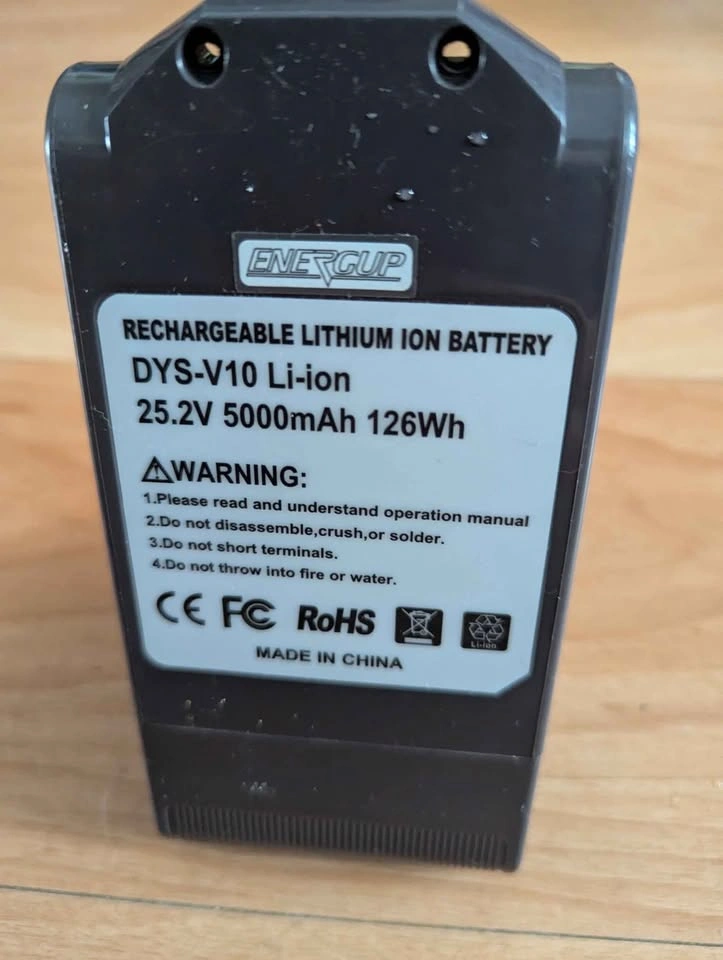 ENERGUP
RECHARGEABLE LITHIUM ION BATTERY
DYS-V10 Li-ion
25.2V 5000mAh 126Wh
⚠WARNING:
1.Please read and understand operation manual
2.Do not disassemble,crush,or solder.
3.Do not short terminals.
4.Do not throw into fire or water.
CE FC RoHS Li-ion
MADE IN CHINA